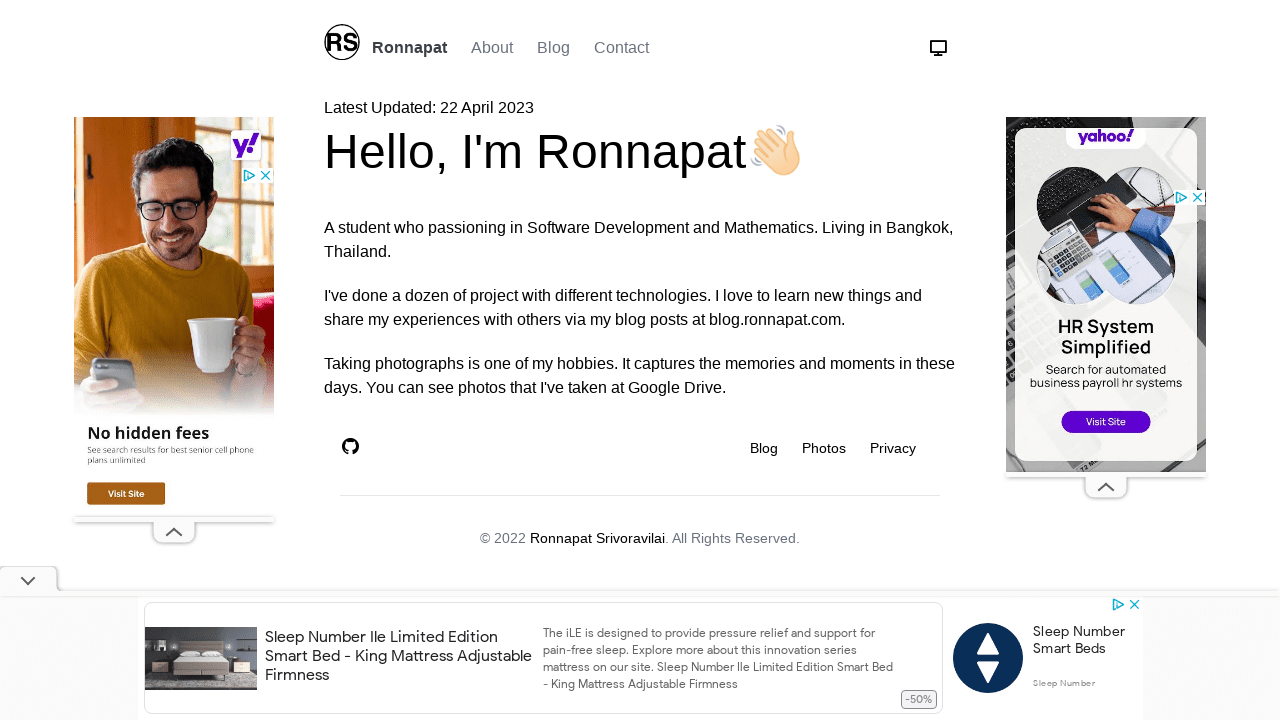 RS
Ronnapat
About
Blog
Contact
Latest Updated: 22 April 2023
Hello, I'm Ronnapat👋🏻
A student who passioning in Software Development and Mathematics. Living in Bangkok,
Thailand.
I've done a dozen of project with different technologies. I love to learn new things and
share my experiences with others via my blog posts at blog.ronnapat.com.
Taking photographs is one of my hobbies. It captures the memories and moments in these
days. You can see photos that I've taken at Google Drive.
Blog
Photos
Privacy
© 2022 Ronnapat Srivoravilai. All Rights Reserved.
y!
No hidden fees
See search results for best senior cell phone
plans unlimited
Visit Site
yahoo!
HR System
Simplified
Search for automated
business payroll hr systems
Visit Site
Sleep Number Ile Limited Edition
Smart Bed - King Mattress Adjustable
Firmness
The iLE is designed to provide pressure relief and support for
pain-free sleep. Explore more about this innovation series
mattress on our site. Sleep Number Ile Limited Edition Smart Bed
- King Mattress Adjustable Firmness
-50%
Sleep Number
Smart Beds
Sleep Number